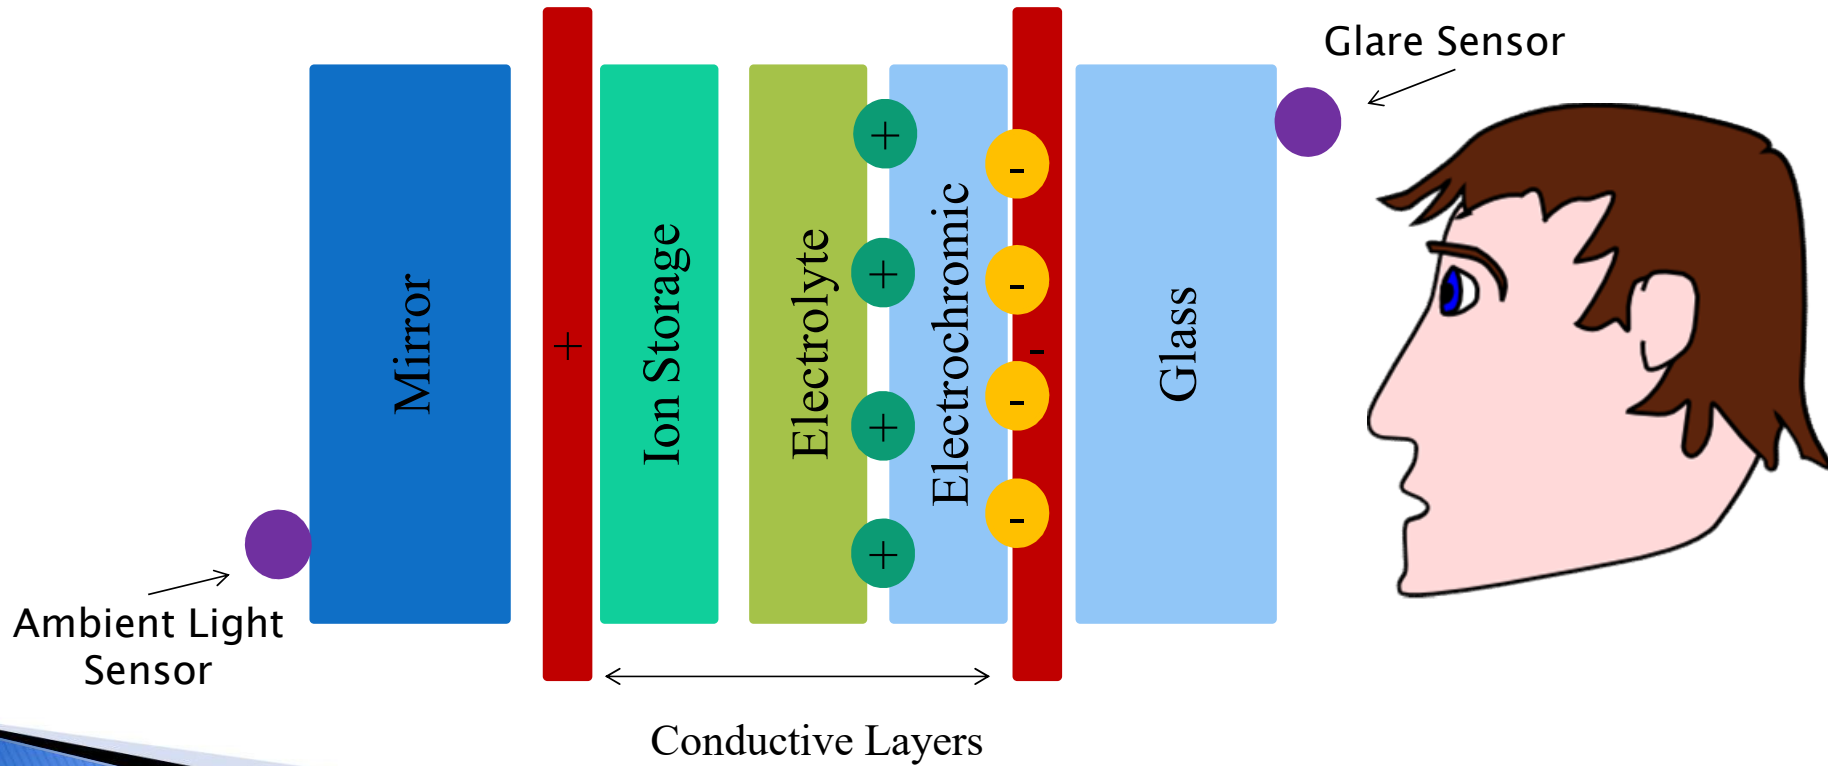 Glare Sensor
Mirror
+
Ion Storage
Electrolyte
+
+
+
+
Electrochromic
-
-
-
-
-
Glass
Ambient Light
Sensor
Conductive Layers